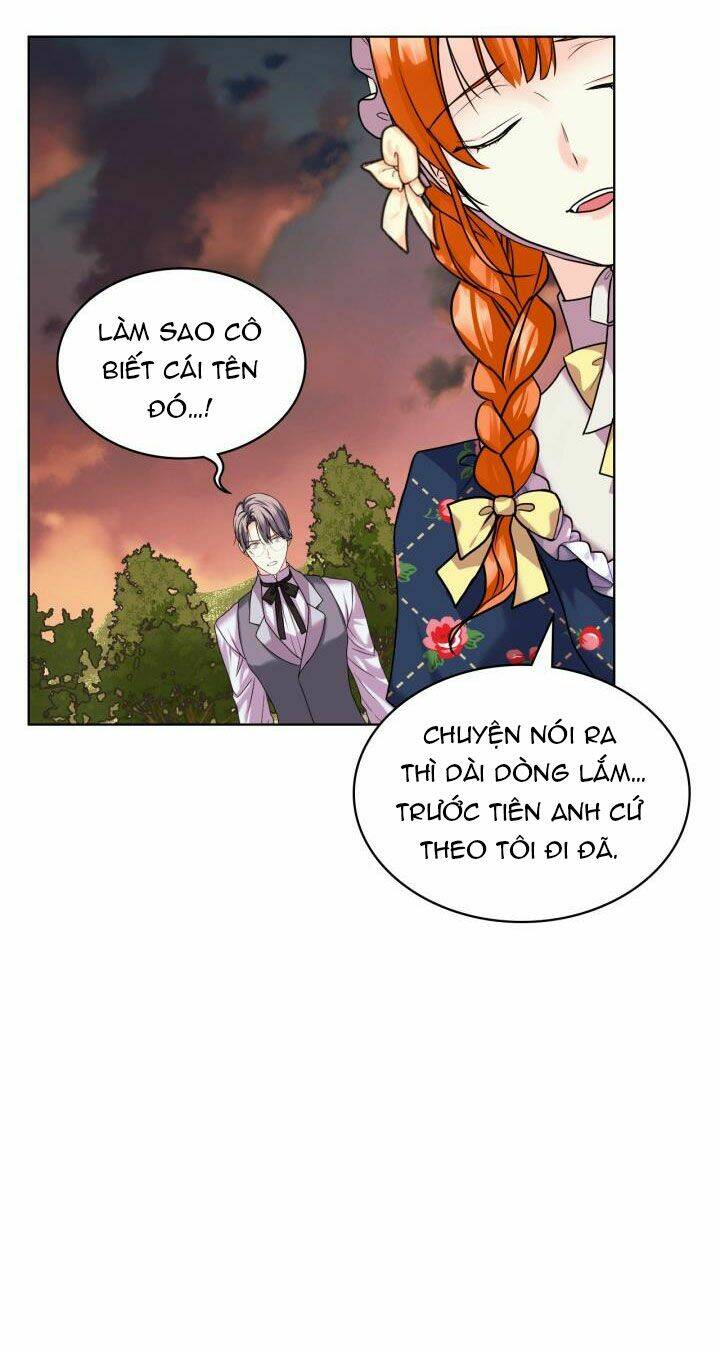 LÀM SAO CÔ
BIẾT CÁI TÊN
ĐÓ...!
CHUYỆN NÓI RA
THÌ DÀI DÒNG LẮM...
TRƯỚC TIÊN ANH CỨ
THEO TÔI ĐI ĐÃ.